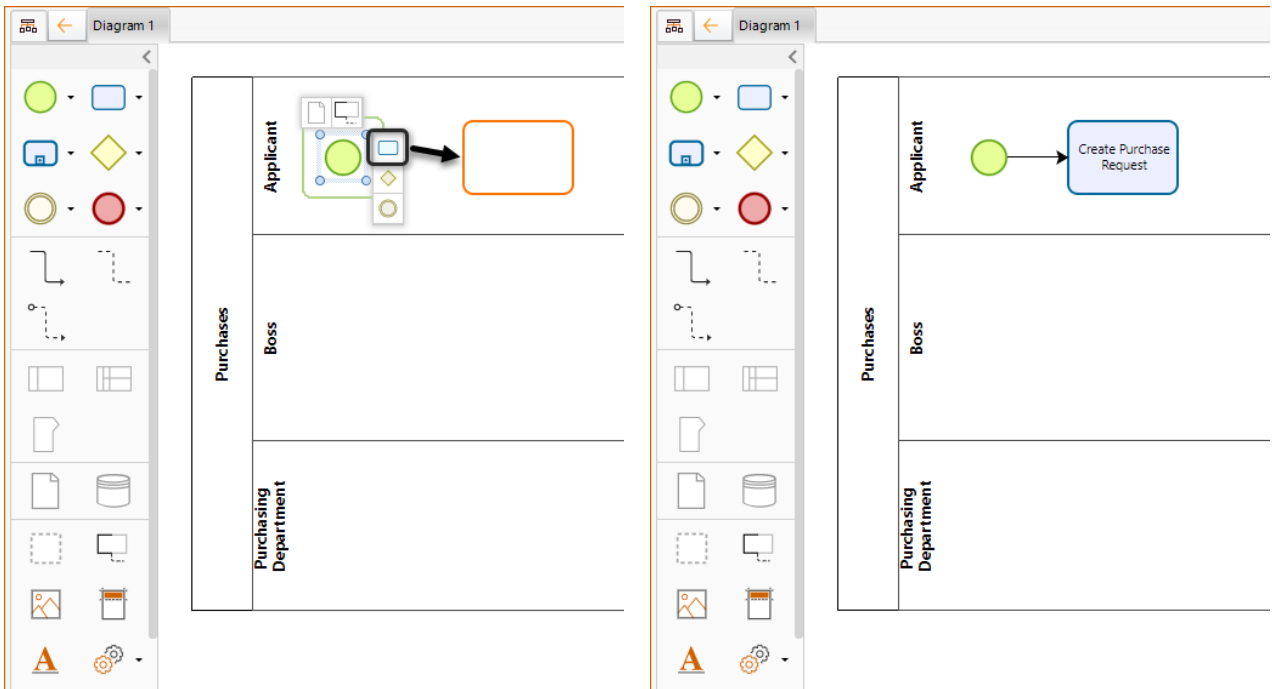 Diagram 1
Applicant
Boss
Purchases
Purchasing
Department
A
Diagram 1
Applicant
Create Purchase
Request
Boss
Purchases
Purchasing
Department
A